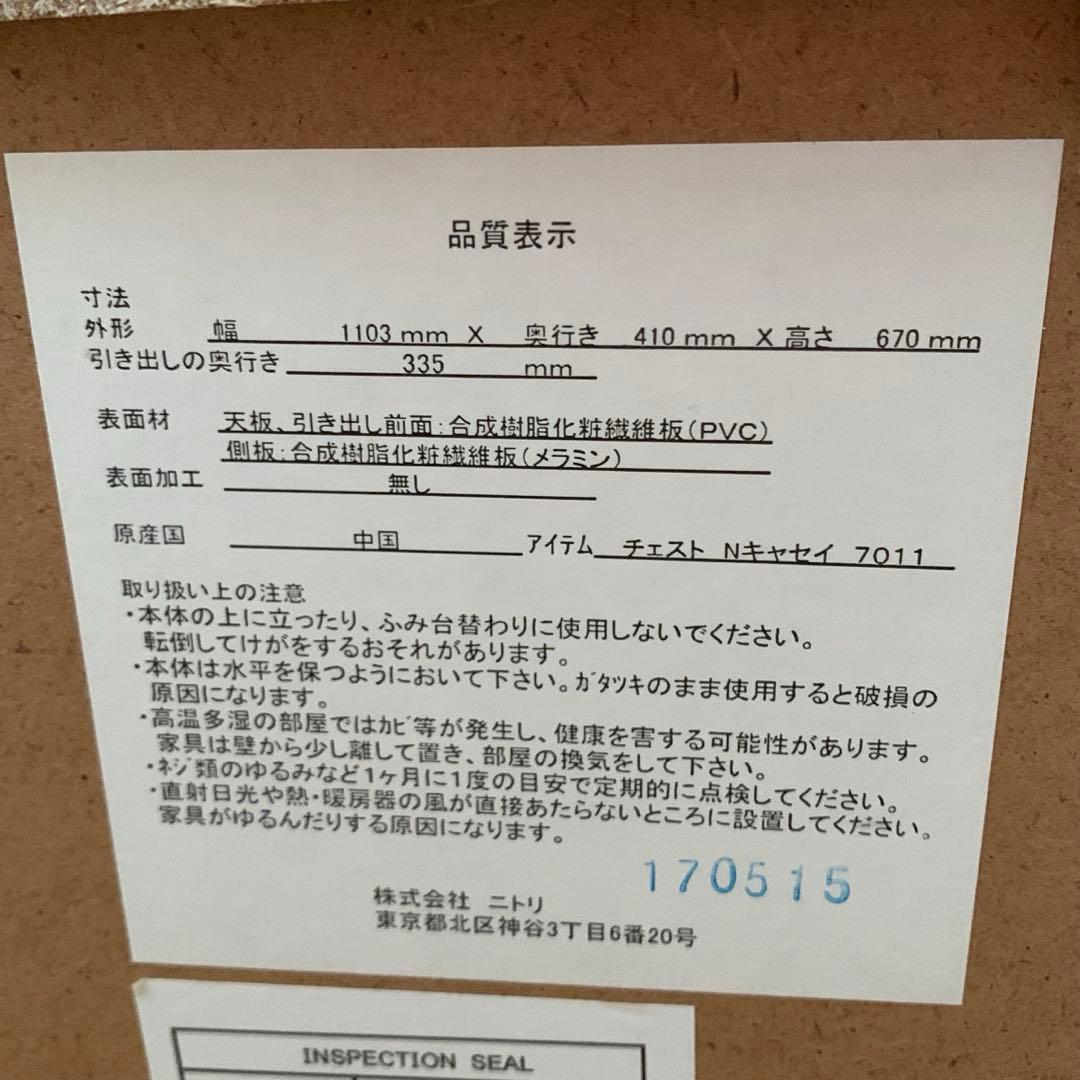 品質表示
寸法
外形 幅 1103 mm X 奥行き 410 mm X 高さ 670 mm
引き出しの奥行き 335 mm
表面材 天板、引き出し前面:合成樹脂化粧繊維板(PVC)
側板:合成樹脂化粧繊維板(メラミン)
表面加工 無し
原産国 中国 アイテム チェスト Nキャセイ 7011
取り扱い上の注意
・本体の上に立ったり、ふみ台替わりに使用しないでください。
転倒してけがをするおそれがあります。
・本体は水平を保つようにおいて下さい。ガタツキのまま使用すると破損の
原因になります。
・高温多湿の部屋ではカビ等が発生し、健康を害する可能性があります。
家具は壁から少し離して置き、部屋の換気をして下さい。
・ネジ類のゆるみなど1ヶ月に1度の目安で定期的に点検してください。
・直射日光や熱・暖房器の風が直接あたらないところに設置してください。
家具がゆるんだりする原因になります。
170515
株式会社 ニトリ
東京都北区神谷3丁目6番20号
INSPECTION SEAL